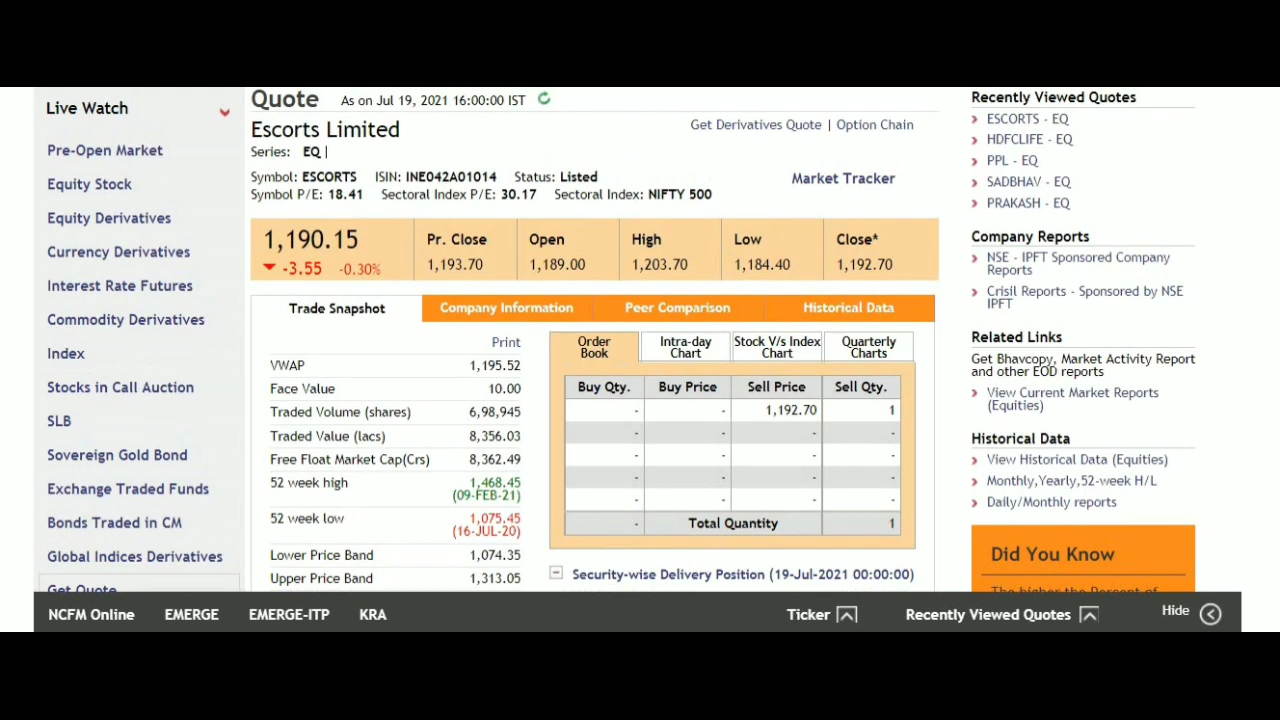 Live Watch
Pre-Open Market
Equity Stock
Equity Derivatives
Currency Derivatives
Interest Rate Futures
Commodity Derivatives
Index
Stocks in Call Auction
SLB
Sovereign Gold Bond
Exchange Traded Funds
Bonds Traded in CM
Global Indices Derivatives
Get Quote
Quote As on Jul 19, 2021 16:00:00 IST
Escorts Limited
Get Derivatives Quote | Option Chain
Series: EQ |
Symbol: ESCORTS ISIN: INE042A01014 Status: Listed
Market Tracker
Symbol P/E: 18.41 Sectoral Index P/E: 30.17 Sectoral Index: NIFTY 500
1,190.15 Pr. Close Open High Low Close*
-3.55 -0.30% 1,193.70 1,189.00 1,203.70 1,184.40 1,192.70
Trade Snapshot Company Information Peer Comparison Historical Data
Print
VWAP 1,195.52
Face Value 10.00
Traded Volume (shares) 6,98,945
Traded Value (lacs) 8,356.03
Free Float Market Cap(Crs) 8,362.49
52 week high 1,468.45
(09-FEB-21)
52 week low 1,075.45
(16-JUL-20)
Lower Price Band 1,074.35
Upper Price Band 1,313.05
Order Book
Intra-day Chart
Stock V/s Index Chart
Quarterly Charts
Buy Qty. Buy Price Sell Price Sell Qty.
- - 1,192.70 1
- - - -
- - - -
- - - -
- - - -
- Total Quantity 1
Security-wise Delivery Position (19-Jul-2021 00:00:00)
Recently Viewed Quotes
ESCORTS - EQ
HDFCLIFE - EQ
PPL - EQ
SADBHAV - EQ
PRAKASH - EQ
Company Reports
NSE - IPFT Sponsored Company
Reports
Crisil Reports - Sponsored by NSE
IPFT
Related Links
Get Bhavcopy, Market Activity Report
and other EOD reports
View Current Market Reports
(Equities)
Historical Data
View Historical Data (Equities)
Monthly,Yearly,52-week H/L
Daily/Monthly reports
Did You Know
The higher the Percent of
NCFM Online EMERGE EMERGE-ITP KRA Ticker Recently Viewed Quotes Hide